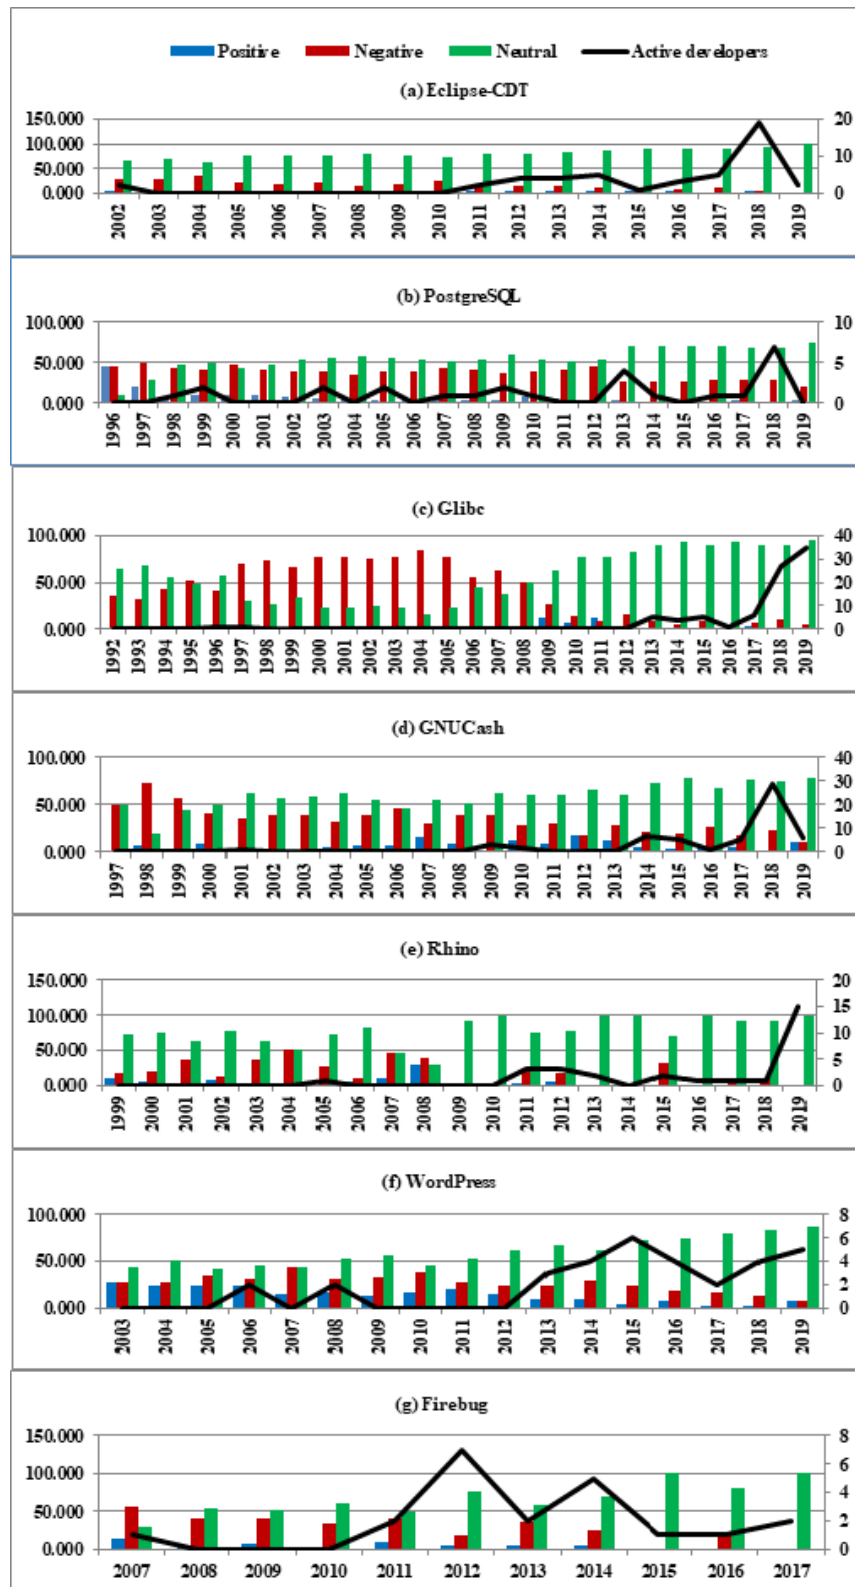 Positive Negative Neutral Active developers
(a) Eclipse-CDT
150.000 20
100.000
50.000 10
0.000 0
2002 2003 2004 2005 2006 2007 2008 2009 2010 2011 2012 2013 2014 2015 2016 2017 2018 2019
(b) PostgreSQL
100.000 10
50.000 5
0.000 0
1996 1997 1998 1999 2000 2001 2002 2003 2004 2005 2006 2007 2008 2009 2010 2011 2012 2013 2014 2015 2016 2017 2018 2019
(c) Glibc
100.000 40
30
50.000 20
10
0.000 0
1992 1993 1994 1995 1996 1997 1998 1999 2000 2001 2002 2003 2004 2005 2006 2007 2008 2009 2010 2011 2012 2013 2014 2015 2016 2017 2018 2019
(d) GNUCash
100.000 40
30
50.000 20
10
0.000 0
1997 1998 1999 2000 2001 2002 2003 2004 2005 2006 2007 2008 2009 2010 2011 2012 2013 2014 2015 2016 2017 2018 2019
(e) Rhino
150.000 20
15
100.000
10
50.000
5
0.000 0
1999 2000 2001 2002 2003 2004 2005 2006 2007 2008 2009 2010 2011 2012 2013 2014 2015 2016 2017 2018 2019
(f) WordPress
100.000 8
6
50.000 4
2
0.000 0
2003 2004 2005 2006 2007 2008 2009 2010 2011 2012 2013 2014 2015 2016 2017 2018 2019
(g) Firebug
150.000 8
6
100.000
4
50.000
2
0.000 0
2007 2008 2009 2010 2011 2012 2013 2014 2015 2016 2017